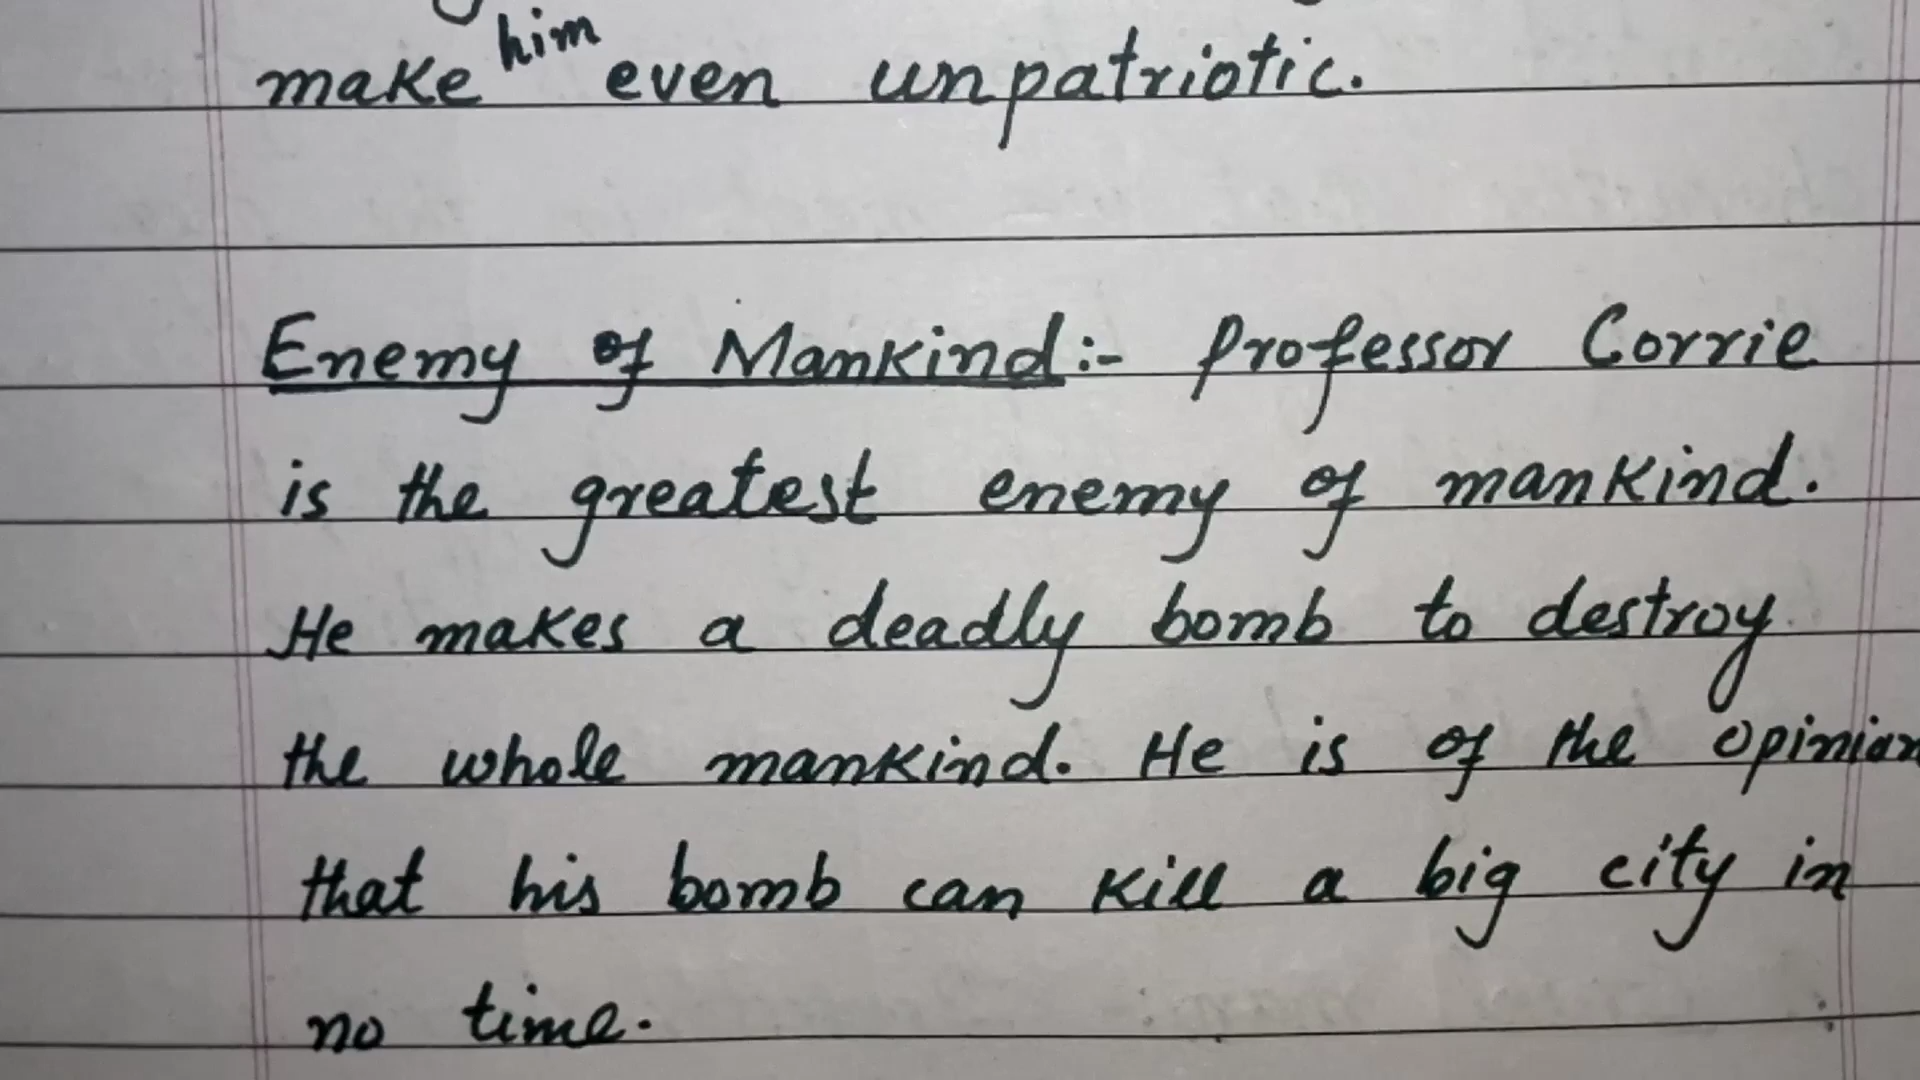 make him even unpatriotic.
Enemy of Mankind:- Professor Corrie
is the greatest enemy of mankind.
He makes a deadly bomb to destroy
the whole mankind. He is of the opinion
that his bomb can kill a big city in
no time.